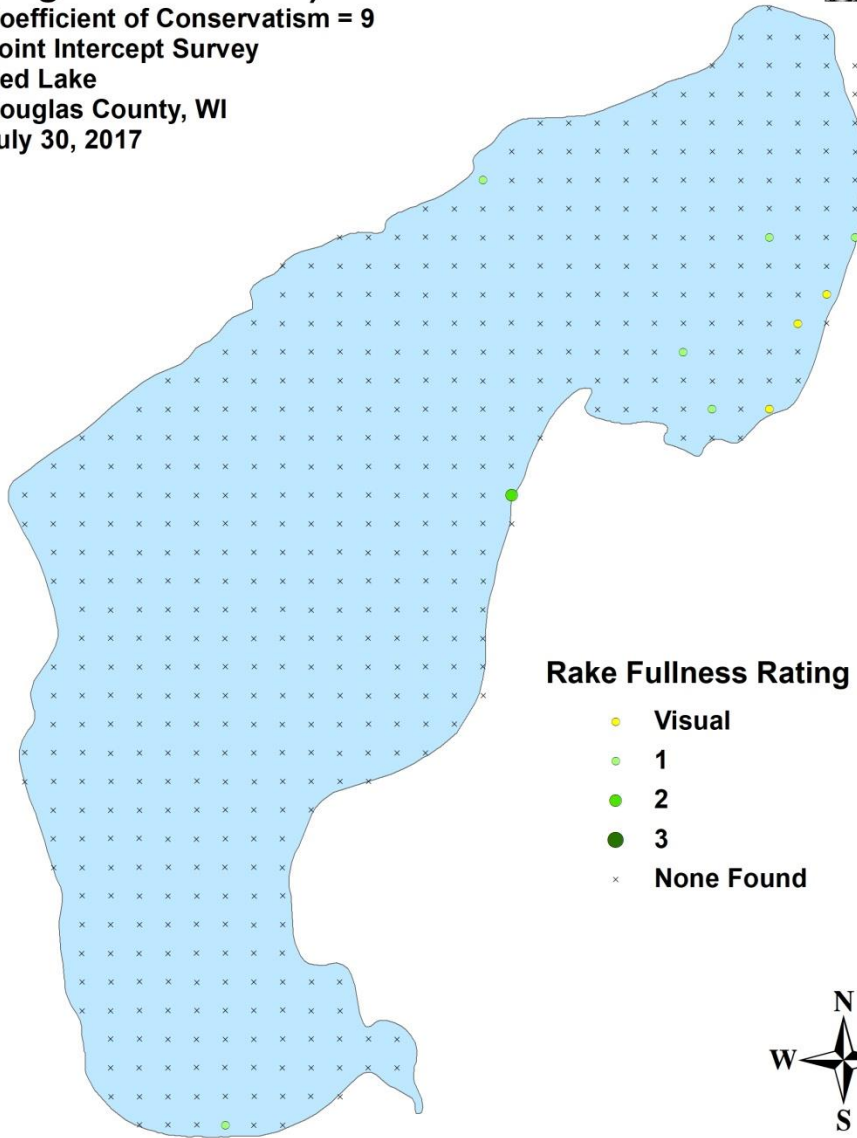 oefficient of Conservatism = 9
oint Intercept Survey
ed Lake
ouglas County, WI
uly 30, 2017
Rake Fullness Rating
Visual
1
2
3
None Found
N
W
S